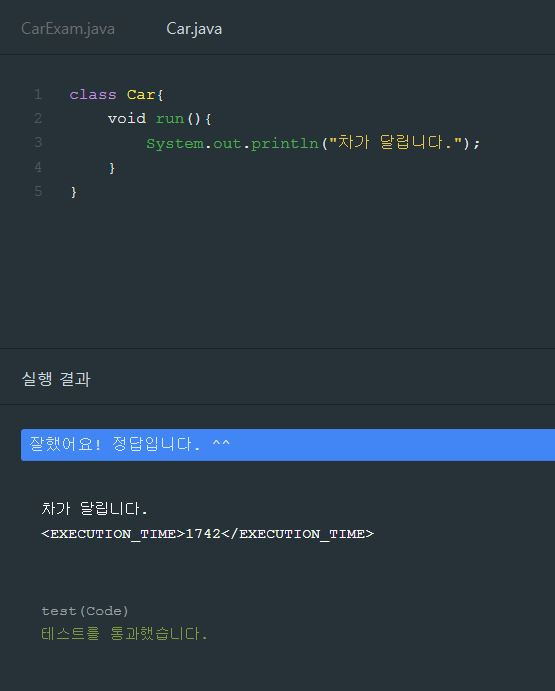 CarExam.java Car.java
1 class Car{
2     void run(){
3         System.out.println("차가 달립니다.");
4     }
5 }
실행 결과
잘했어요! 정답입니다. ^^
차가 달립니다.
<EXECUTION_TIME>1742</EXECUTION_TIME>
test(Code)
테스트를 통과했습니다.